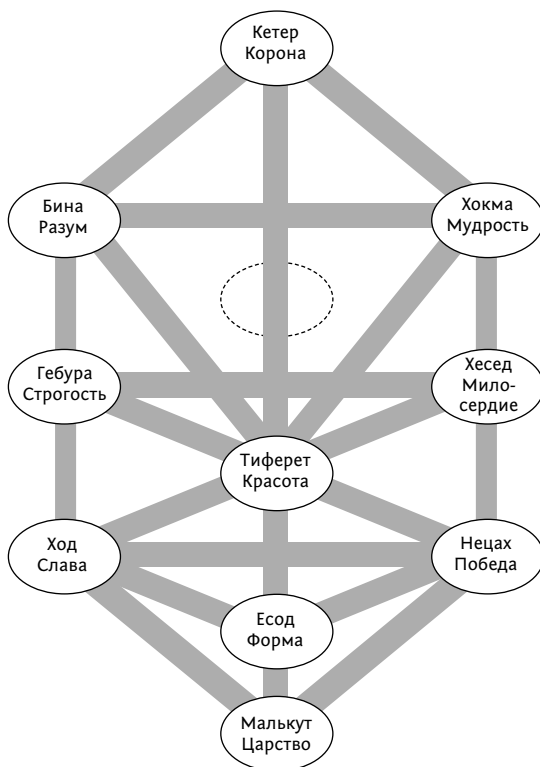 Кетер
Корона
Бина
Разум
Хокма
Мудрость
Гебура
Строгость
Хесед
Мило-
сердие
Тиферет
Красота
Ход
Слава
Нецах
Победа
Есод
Форма
Малькут
Царство